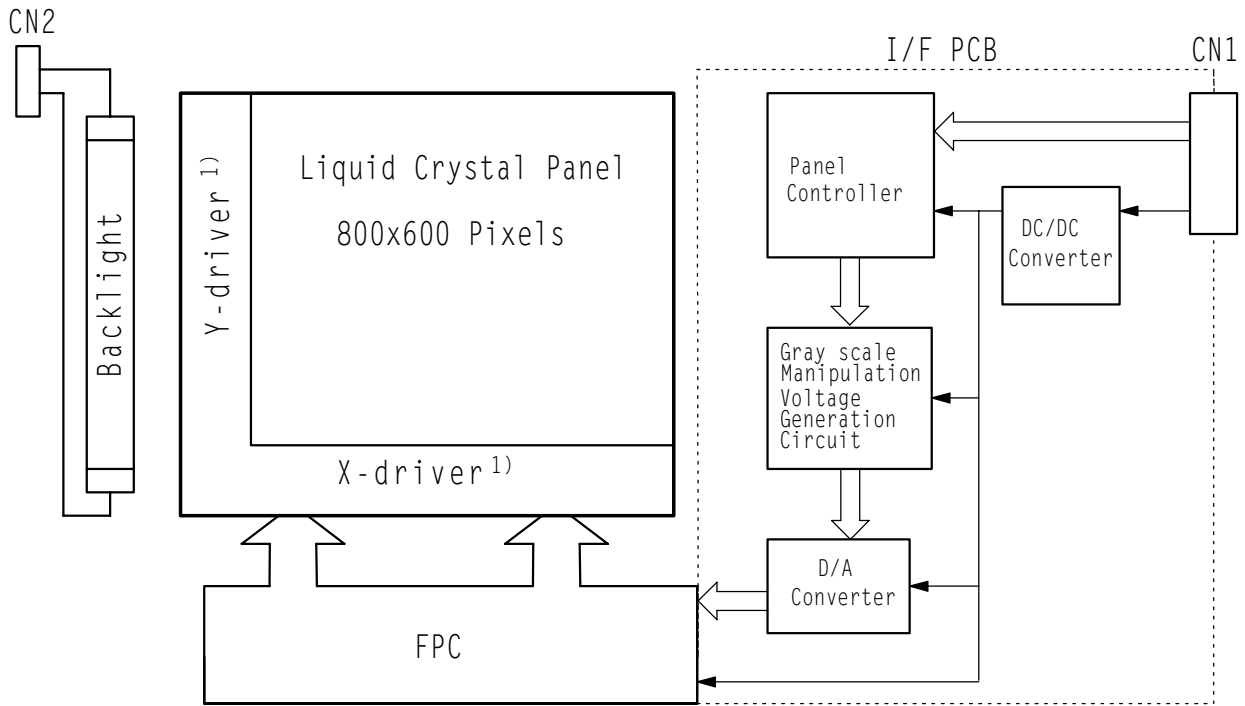 CN2
I/F PCB
CN1
Backlight
Y-driver 1)
Liquid Crystal Panel
800x600 Pixels
X-driver 1)
Panel
Controller
DC/DC
Converter
Gray scale
Manipulation
Voltage
Generation
Circuit
D/A
Converter
FPC